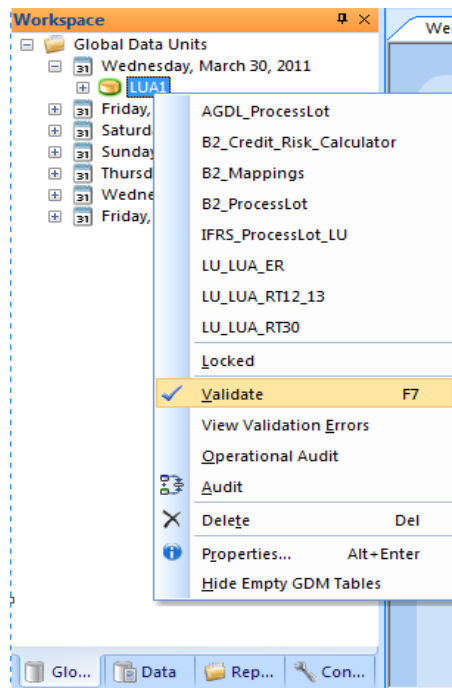 Workspace
We
Global Data Units
Wednesday, March 30, 2011
LUA1
Friday,
Saturd
Sunday
Thursd
Wedne
Friday,
AGDL_ProcessLot
B2_Credit_Risk_Calculator
B2_Mappings
B2_ProcessLot
IFRS_ProcessLot_LU
LU_LUA_ER
LU_LUA_RT12_13
LU_LUA_RT30
Locked
Validate F7
View Validation Errors
Operational Audit
Audit
Delete Del
Properties... Alt+Enter
Hide Empty GDM Tables
Glo... Data Rep... Con...